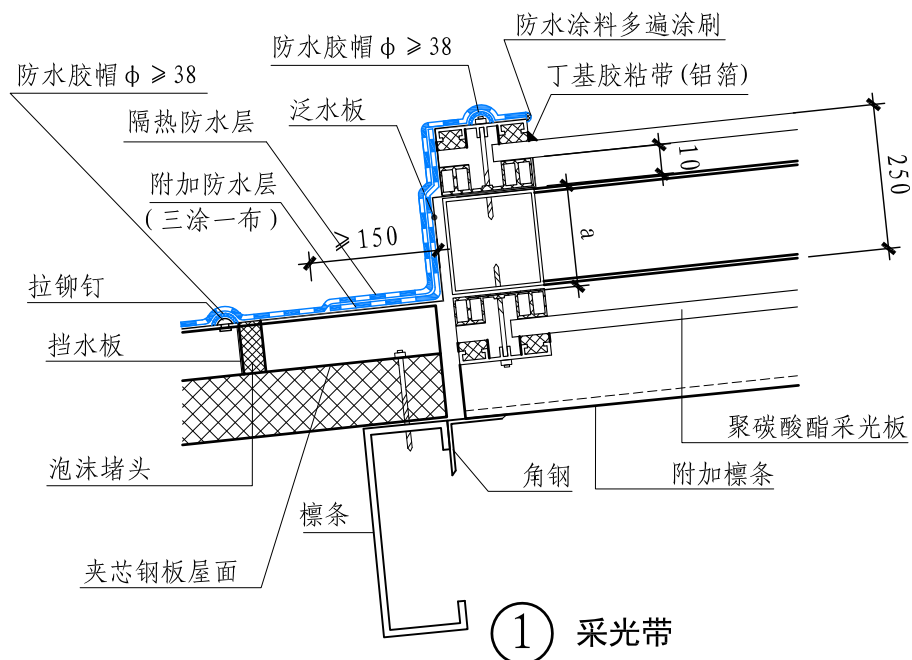 防水涂料多遍涂刷
防水胶帽φ≥38
防水胶帽φ≥38
丁基胶粘带(铝箔)
泛水板
隔热防水层
附加防水层
(三涂一布)
≥150
10
250
a
拉铆钉
挡水板
泡沫堵头
夹芯钢板屋面
檩条
角钢
附加檩条
聚碳酸酯采光板
1 采光带